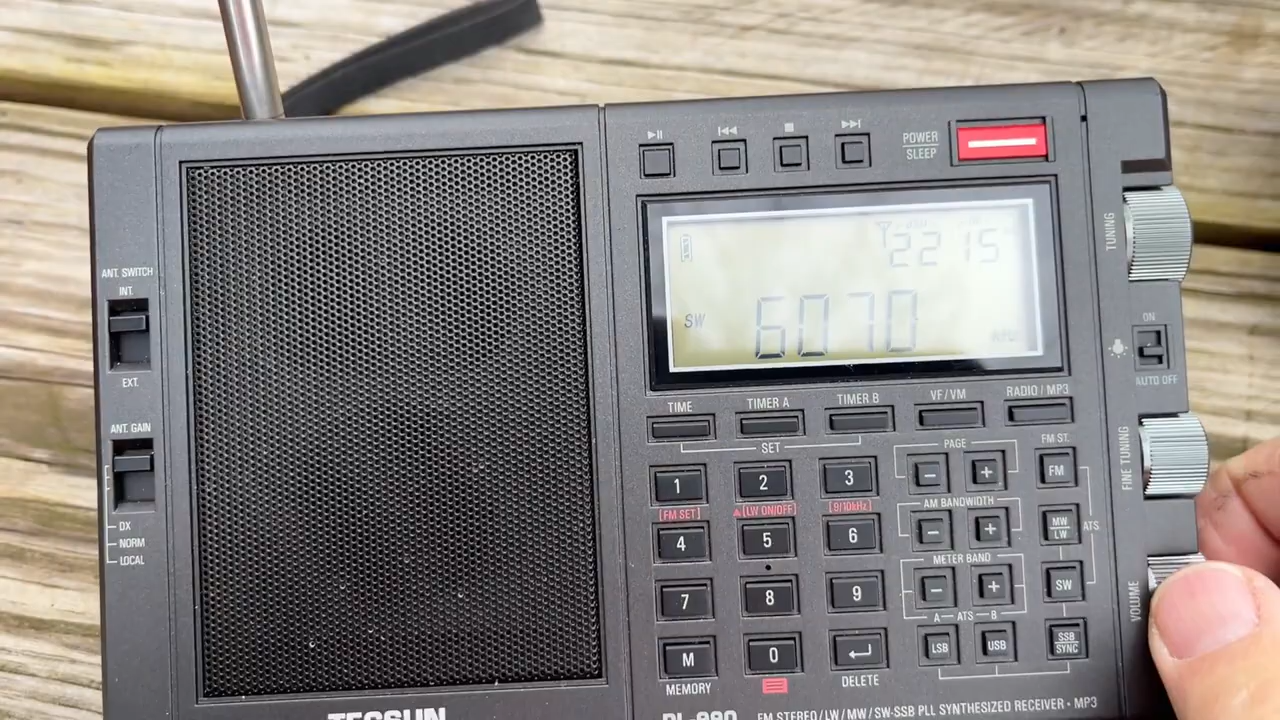 POWER
SLEEP
TUNING
2215
SW
6070
ANT. SWITCH
INT.
EXT.
ON
AUTO OFF
TIME
TIMER A
TIMER B
VF/VM
RADIO / MP3
SET
ANT. GAIN
DX
NORM
LOCAL
FINE TUNING
PAGE
FM ST.
1
2
3
−
+
FM
[FM SET]
[LW ON/OFF]
[9/10kHz]
AM BANDWIDTH
4
5
6
−
+
MW
LW
ATS
METER BAND
7
8
9
−
+
SW
VOLUME
A — ATS — B
M
0
LSB
USB
SSB
SYNC
MEMORY
DELETE
TECSUN
FM STEREO/LW/MW/SW-SSB PLL SYNTHESIZED RECEIVER • MP3